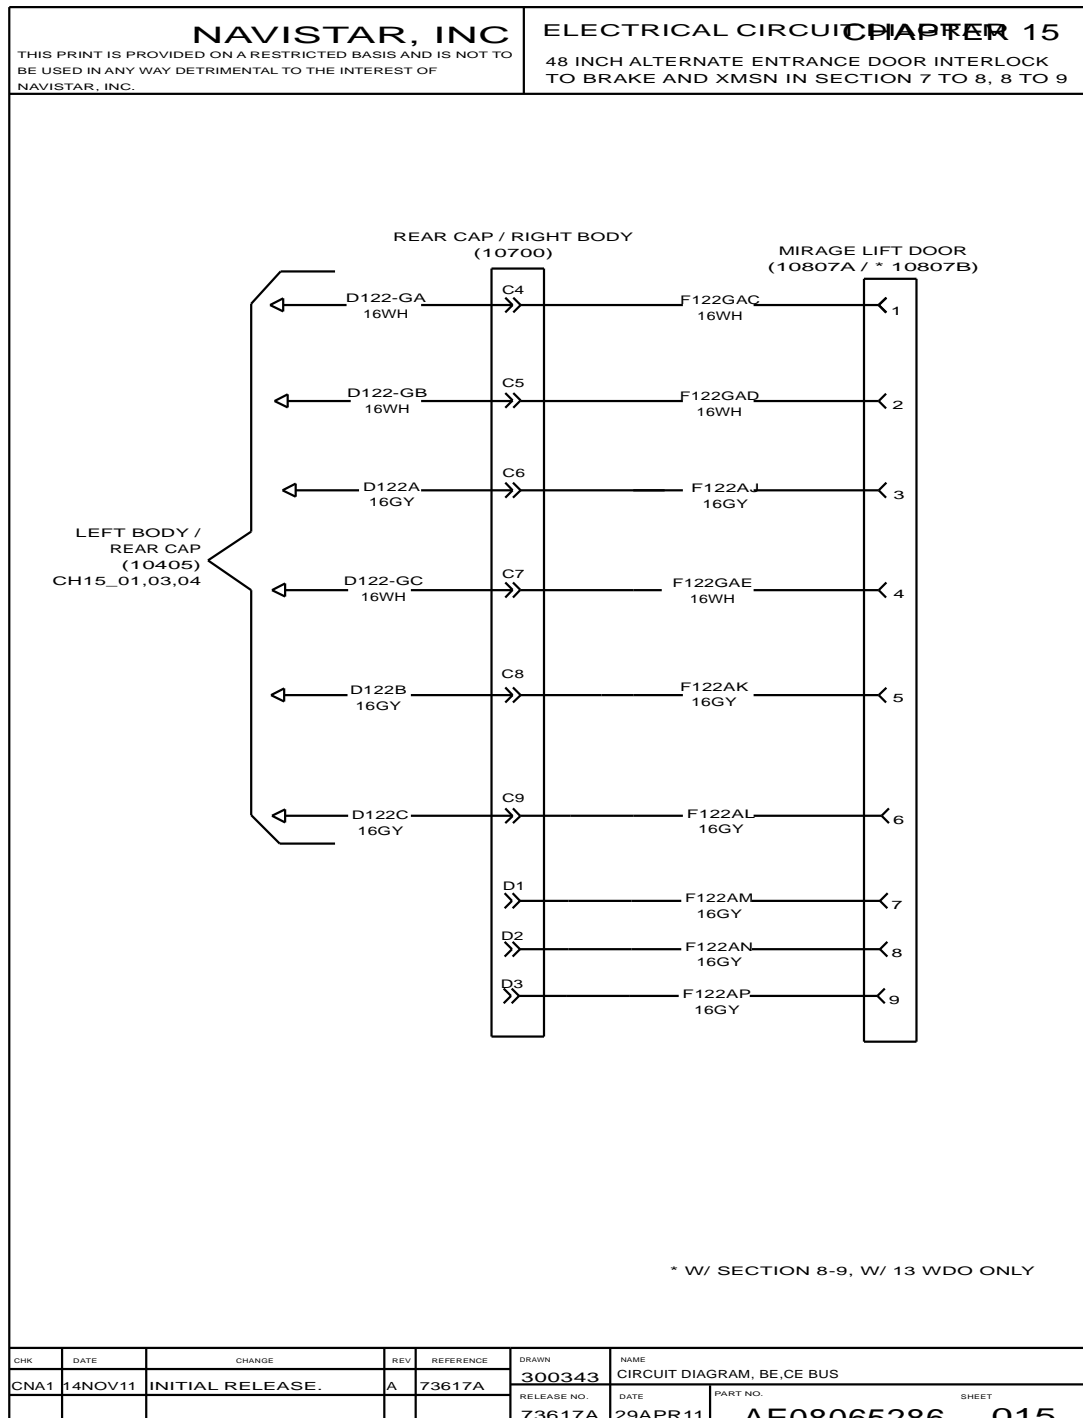 NAVISTAR, INC
THIS PRINT IS PROVIDED ON A RESTRICTED BASIS AND IS NOT TO
BE USED IN ANY WAY DETRIMENTAL TO THE INTEREST OF
NAVISTAR, INC.
ELECTRICAL CIRCUIT DIAGRAM
CHAPTER 15
48 INCH ALTERNATE ENTRANCE DOOR INTERLOCK
TO BRAKE AND XMSN IN SECTION 7 TO 8, 8 TO 9
REAR CAP / RIGHT BODY
(10700)
MIRAGE LIFT DOOR
(10807A / * 10807B)
D122-GA
16WH
C4
F122GAC
16WH
1
D122-GB
16WH
C5
F122GAD
16WH
2
D122A
16GY
C6
F122AJ
16GY
3
LEFT BODY /
REAR CAP
(10405)
CH15_01,03,04
D122-GC
16WH
C7
F122GAE
16WH
4
D122B
16GY
C8
F122AK
16GY
5
D122C
16GY
C9
F122AL
16GY
6
D1
F122AM
16GY
7
D2
F122AN
16GY
8
D3
F122AP
16GY
9
* W/ SECTION 8-9, W/ 13 WDO ONLY
CHK DATE CHANGE REV REFERENCE
CNA1 14NOV11 INITIAL RELEASE. A 73617A
DRAWN
300343
NAME
CIRCUIT DIAGRAM, BE,CE BUS
RELEASE NO.
73617A
DATE
29APR11
PART NO.
AE08065286
SHEET
015